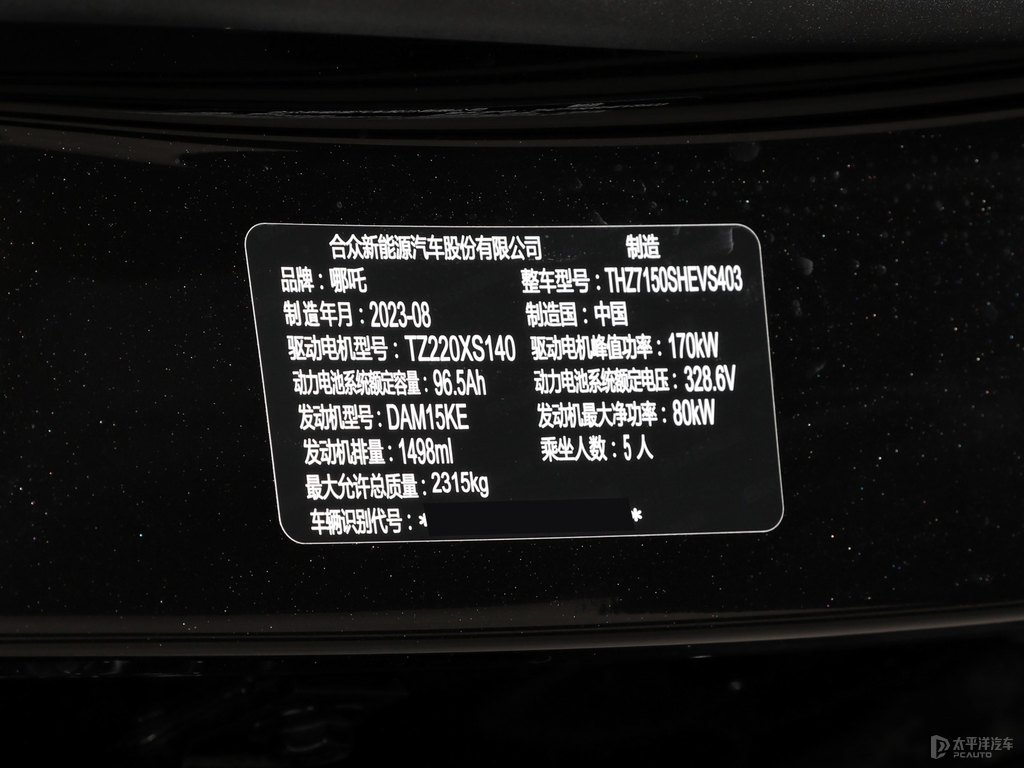 合众新能源汽车股份有限公司 制造
品牌：哪吒 整车型号：THZ7150SHEVS403
制造年月：2023-08 制造国：中国
驱动电机型号：TZ220XS140 驱动电机峰值功率：170kW
动力电池系统额定容量：96.5Ah 动力电池系统额定电压：328.6V
发动机型号：DAM15KE 发动机最大净功率：80kW
发动机排量：1498ml 乘坐人数：5人
最大允许总质量：2315kg
车辆识别代号：* *
太平洋汽车
PCAUTO